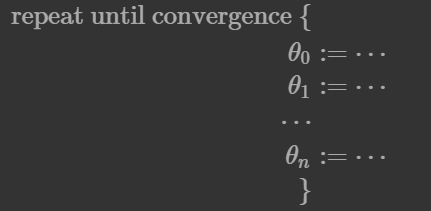 repeat until convergence {
θ₀ := ⋯
θ₁ := ⋯
⋯
θₙ := ⋯
}